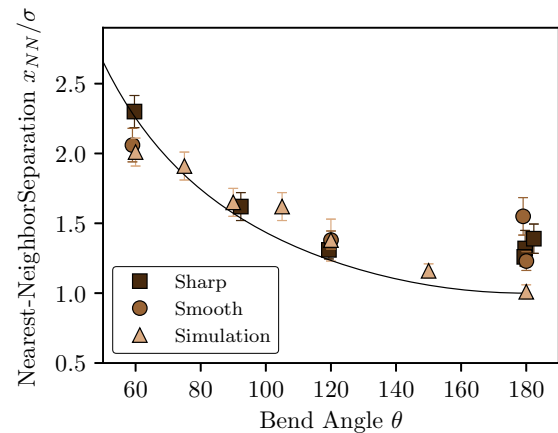 Nearest-NeighborSeparation x_{NN}/σ
2.5
2.0
1.5
1.0
0.5
Sharp
Smooth
Simulation
60 80 100 120 140 160 180
Bend Angle θ